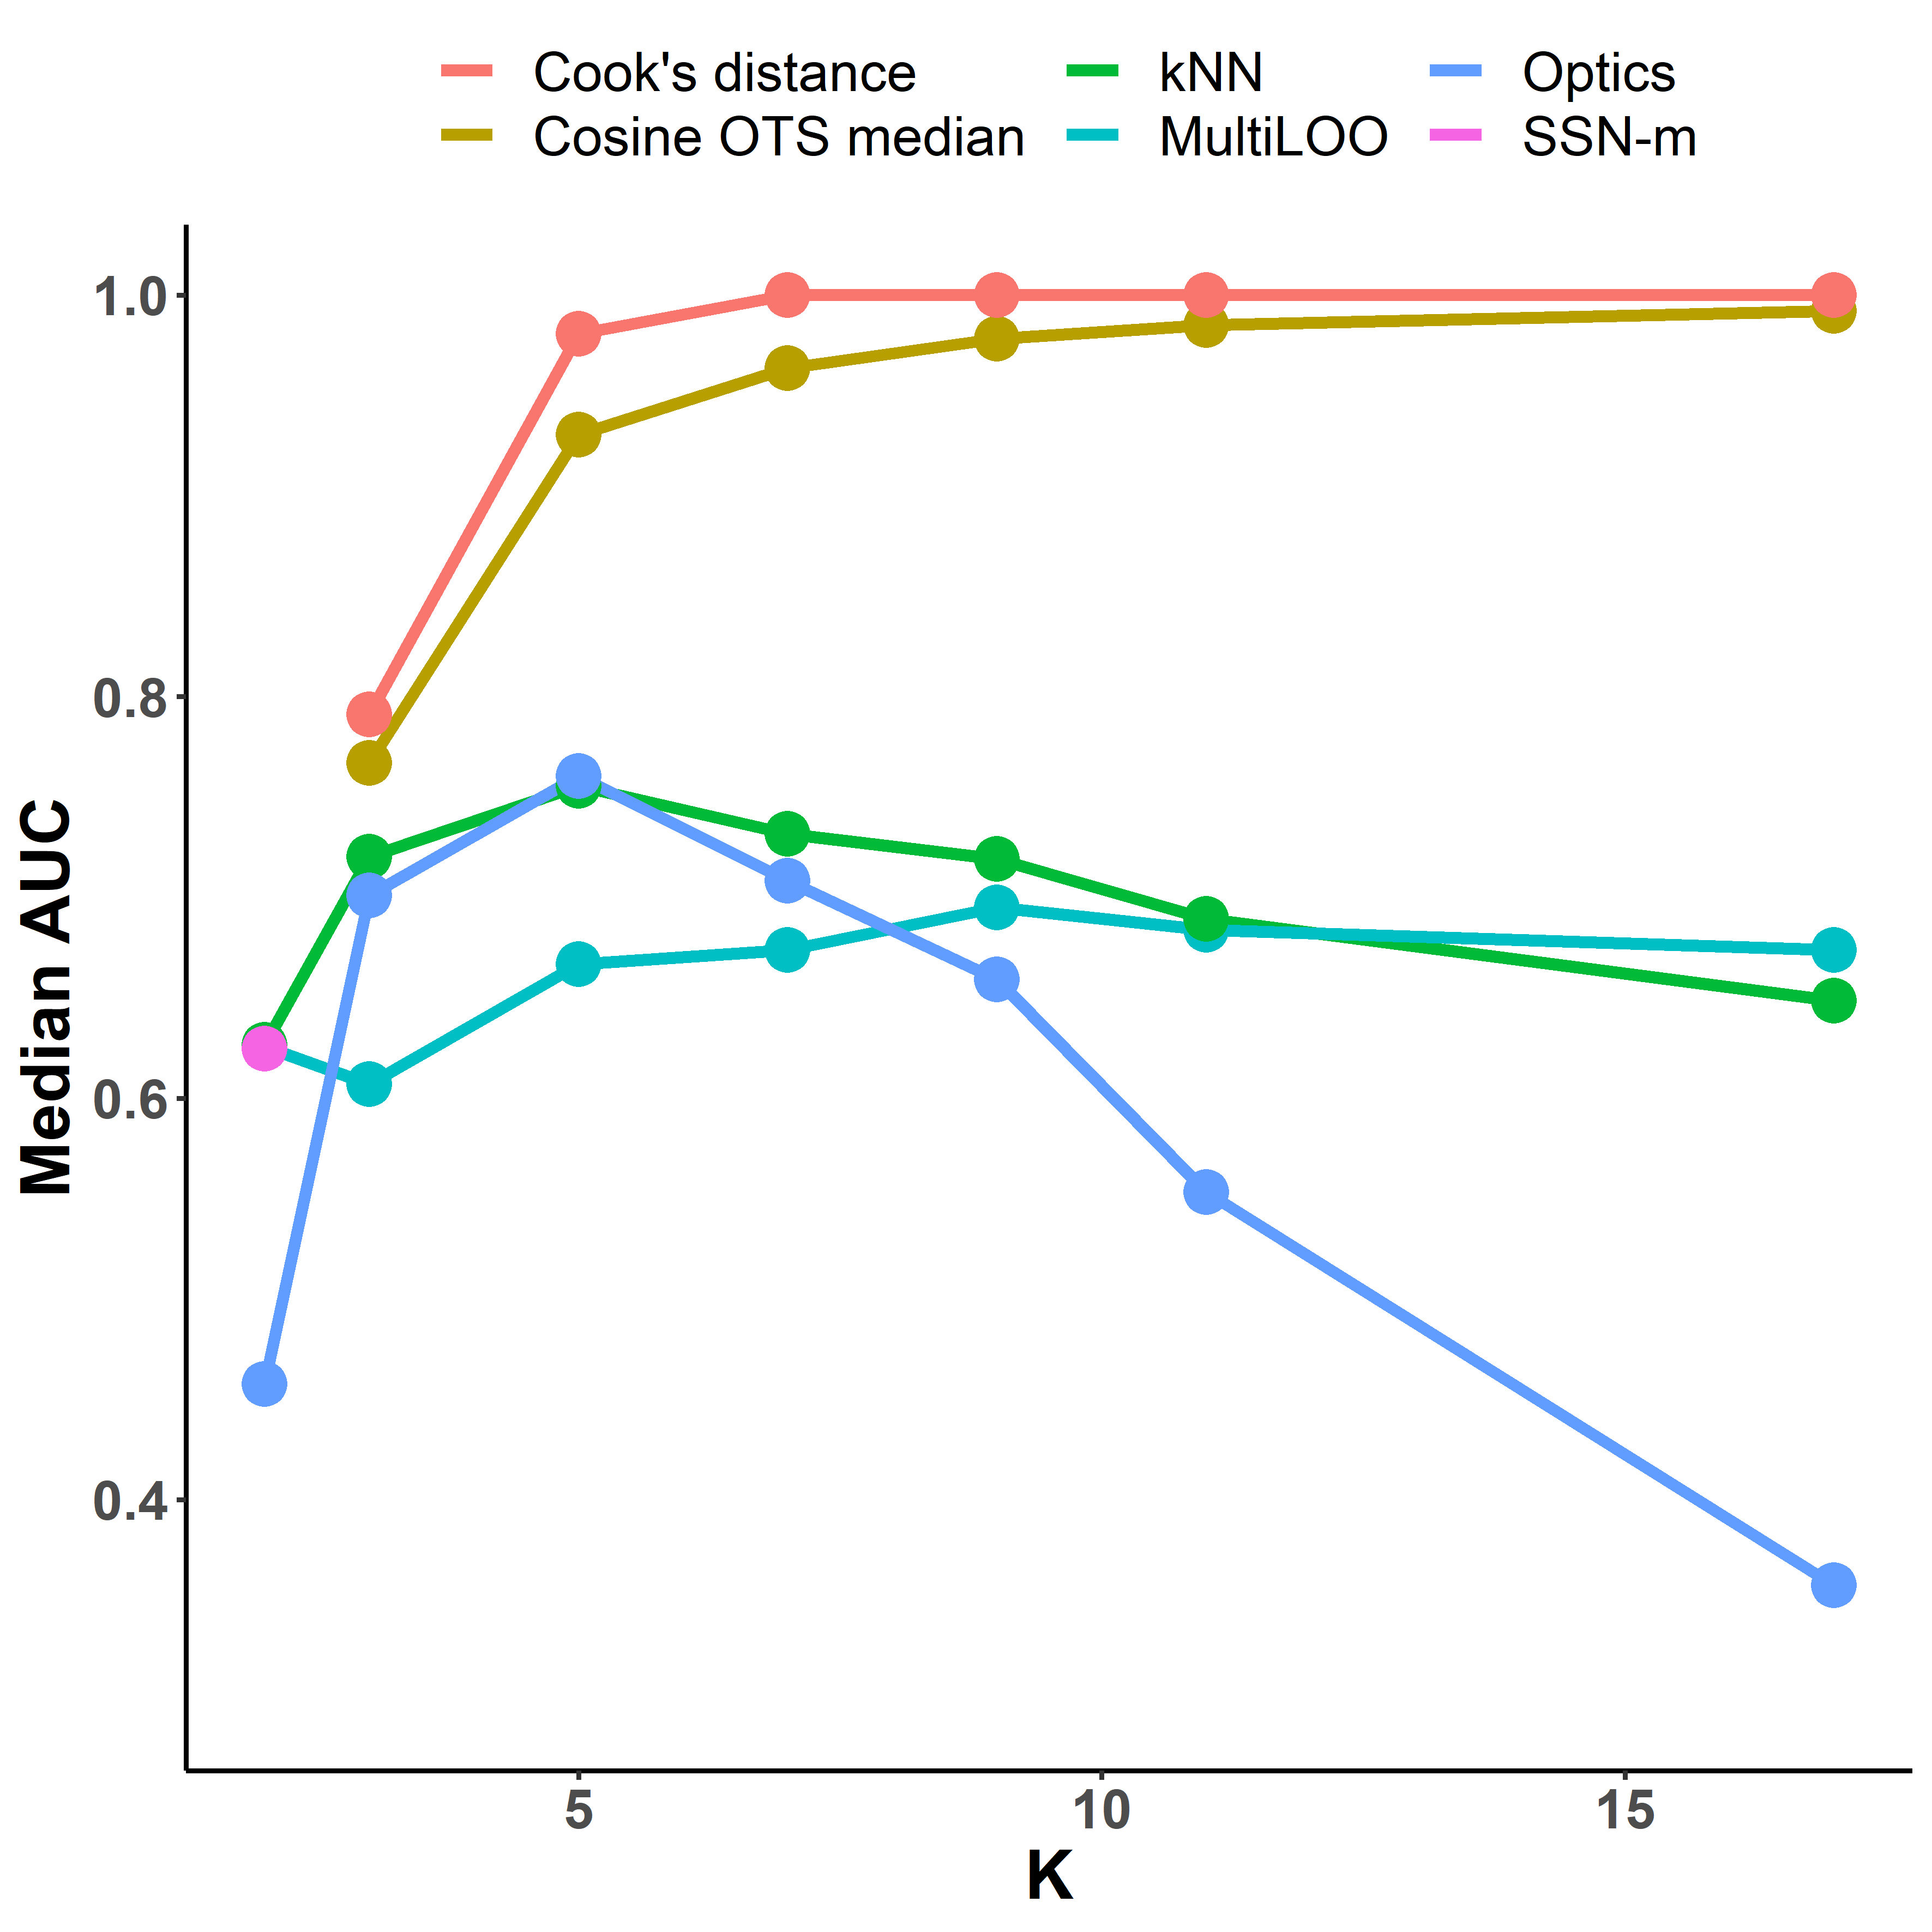 Cook's distance kNN Optics
Cosine OTS median MultiLOO SSN-m
1.0
0.8
0.6
0.4
Median AUC
5 10 15
K